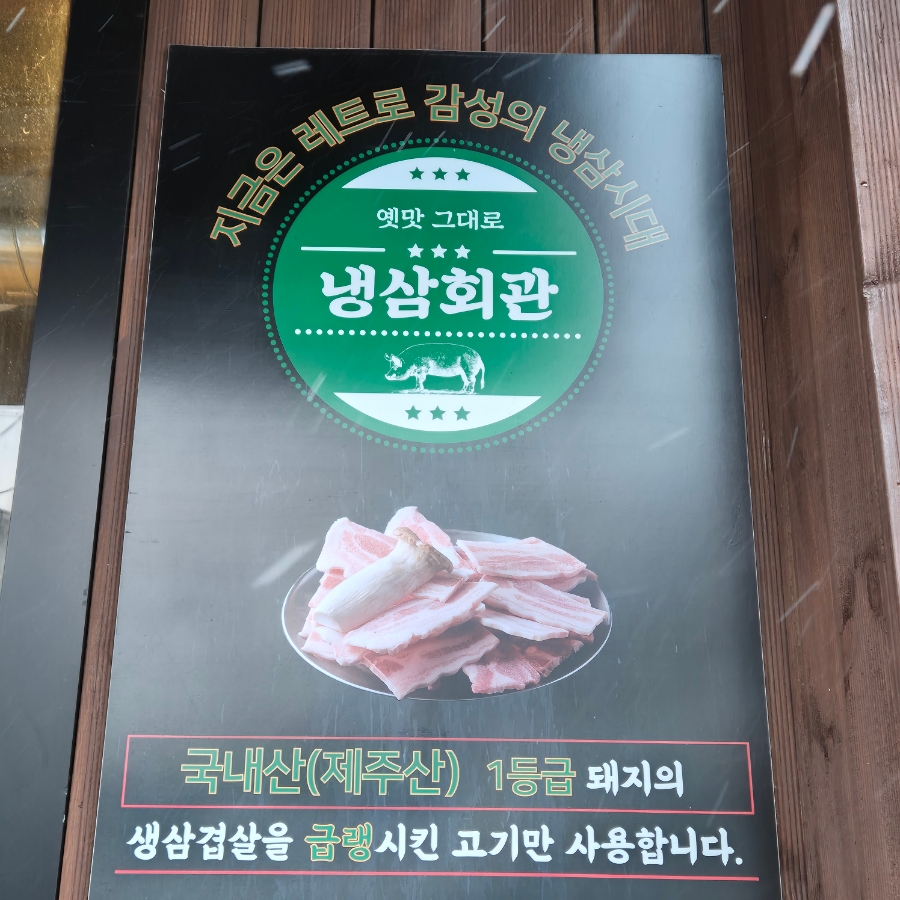 지금은 레트로 감성의 냉삼시대
옛맛 그대로
냉삼회관
국내산(제주산) 1등급 돼지의
생삼겹살을 급랭시킨 고기만 사용합니다.